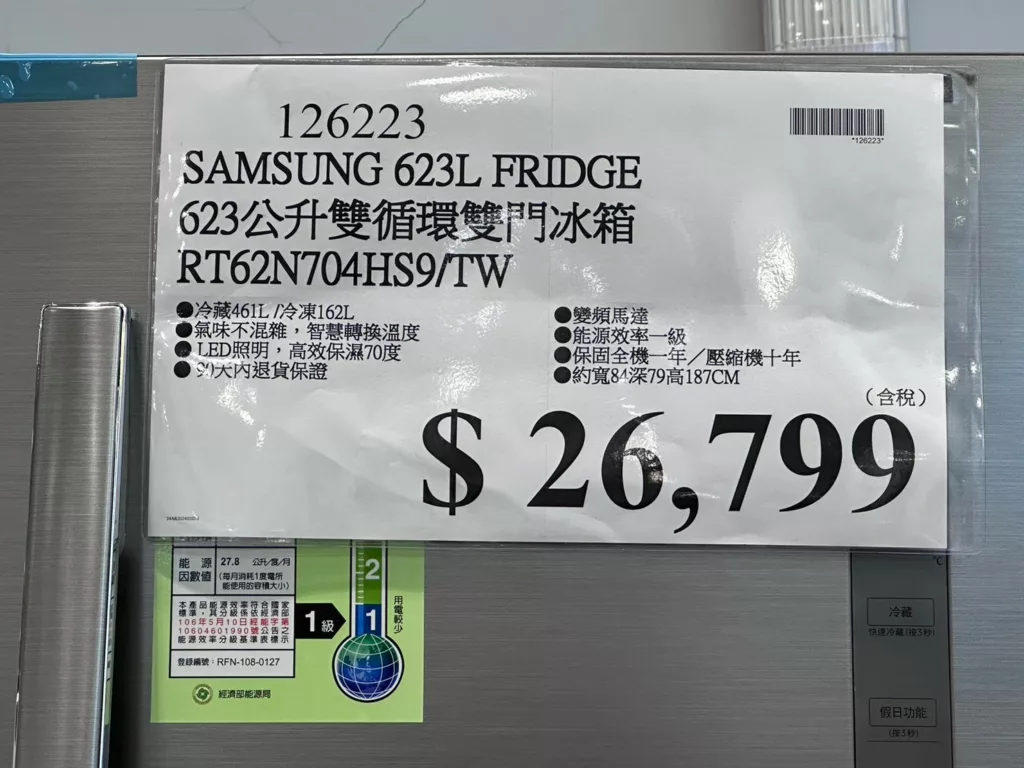 126223
*126223*
SAMSUNG 623L FRIDGE
623公升雙循環雙門冰箱
RT62N704HS9/TW
●冷藏461L /冷凍162L
●氣味不混雜，智慧轉換溫度
●LED照明，高效保濕70度
●90天內退貨保證
●變頻馬達
●能源效率一級
●保固全機一年／壓縮機十年
●約寬84深79高187CM
（含稅）
$ 26,799
能源因數值
27.8 公升/度/月
(每月消耗1度電所
能使用的容積大小)
本產品能源效率符合國家
標準，其分級係依經濟部
106年5月10日經能字第
10604601990號公告之
能源效率分級基準表標示
登錄編號：RFN-108-0127
經濟部能源局
1級
2
1
用電較少
°C
冷藏
快速冷藏(按3秒)
假日功能
(按3秒)